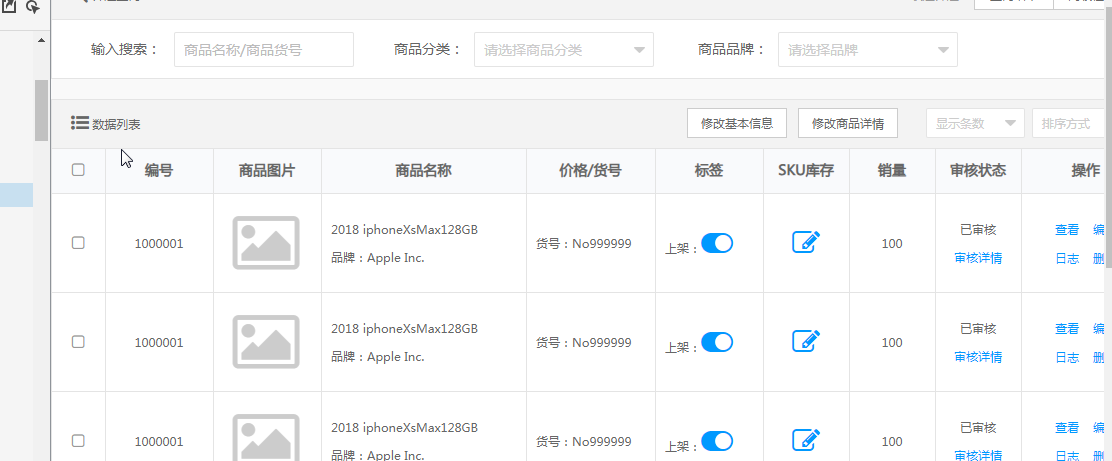 输入搜索： 商品名称/商品货号 商品分类： 请选择商品分类 商品品牌： 请选择品牌
数据列表 修改基本信息 修改商品详情 显示条数 排序方式
编号 商品图片 商品名称 价格/货号 标签 SKU库存 销量 审核状态 操作
1000001 2018 iphoneXsMax128GB 货号：No999999 上架： 100 已审核 查看 编
品牌：Apple Inc. 审核详情 日志 删
1000001 2018 iphoneXsMax128GB 货号：No999999 上架： 100 已审核 查看 编
品牌：Apple Inc. 审核详情 日志 删
1000001 2018 iphoneXsMax128GB 货号：No999999 上架： 100 已审核 查看 编
品牌：Apple Inc. 审核详情 日志 删